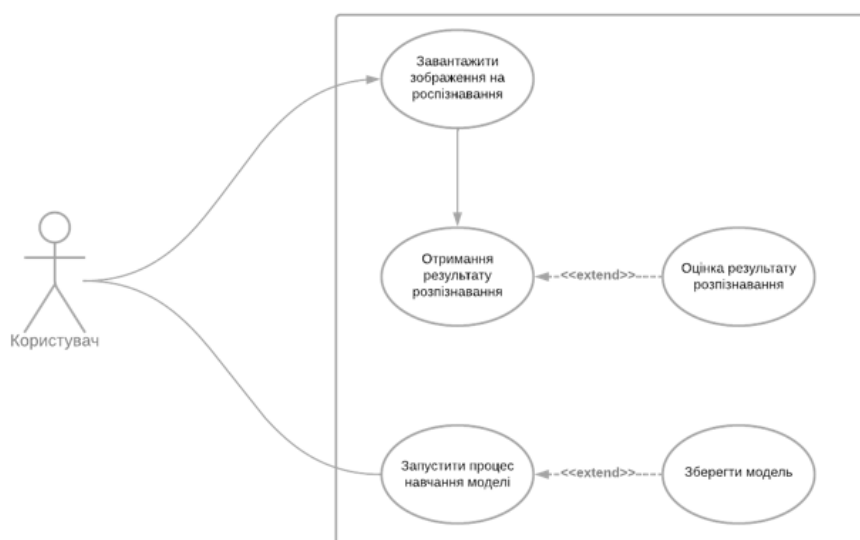 Завантажити
зображення на
роспізнавання
Отримання
результату
розпізнавання
<<extend>>
Оцінка результату
розпізнавання
Користувач
Запустити процес
навчання моделі
<<extend>>
Зберегти модель